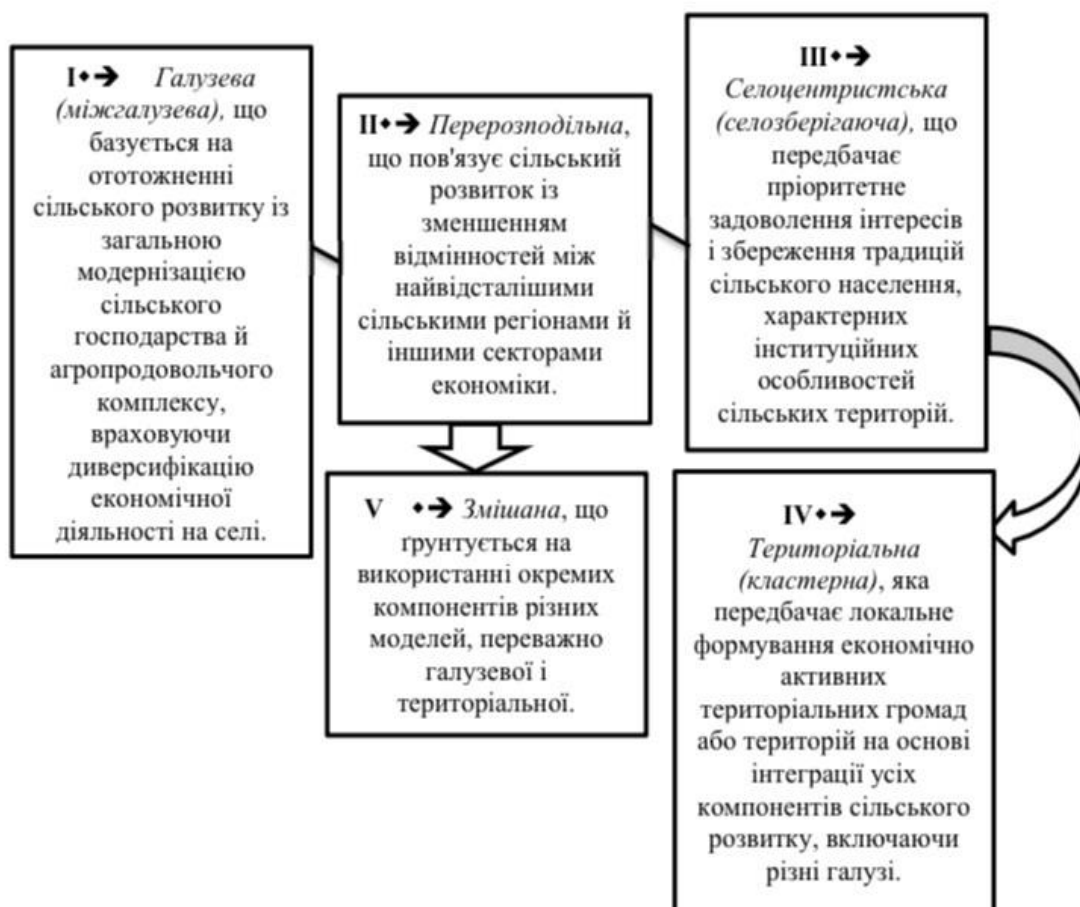 I•➔ Галузева
(міжгалузева), що
базується на
ототожненні
сільського розвитку із
загальною
модернізацією
сільського
господарства й
агропродовольчого
комплексу,
враховуючи
диверсифікацію
економічної
діяльності на селі.
II•➔ Перерозподільна,
що пов'язує сільський
розвиток із
зменшенням
відмінностей між
найвідсталішими
сільськими регіонами й
іншими секторами
економіки.
III•➔
Селоцентристська
(селозберігаюча), що
передбачає
пріоритетне
задоволення інтересів
і збереження традицій
сільського населення,
характерних
інституційних
особливостей
сільських територій.
IV•➔
Територіальна
(кластерна), яка
передбачає локальне
формування економічно
активних
територіальних громад
або територій на основі
інтеграції усіх
компонентів сільського
розвитку, включаючи
різні галузі.
V •➔ Змішана, що
ґрунтується на
використанні окремих
компонентів різних
моделей, переважно
галузевої і
територіальної.